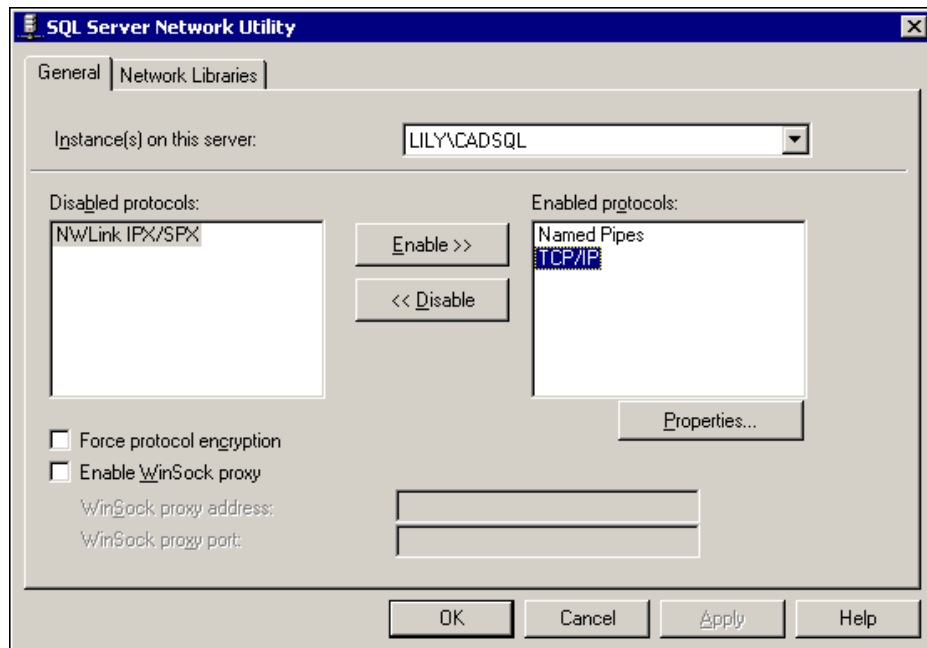 SQL Server Network Utility
General Network Libraries
Instance(s) on this server: LILY\CADSQL
Disabled protocols: Enabled protocols:
NWLink IPX/SPX Enable >> Named Pipes
TCP/IP
<< Disable
Properties...
Force protocol encryption
Enable WinSock proxy
WinSock proxy address:
WinSock proxy port:
OK Cancel Apply Help